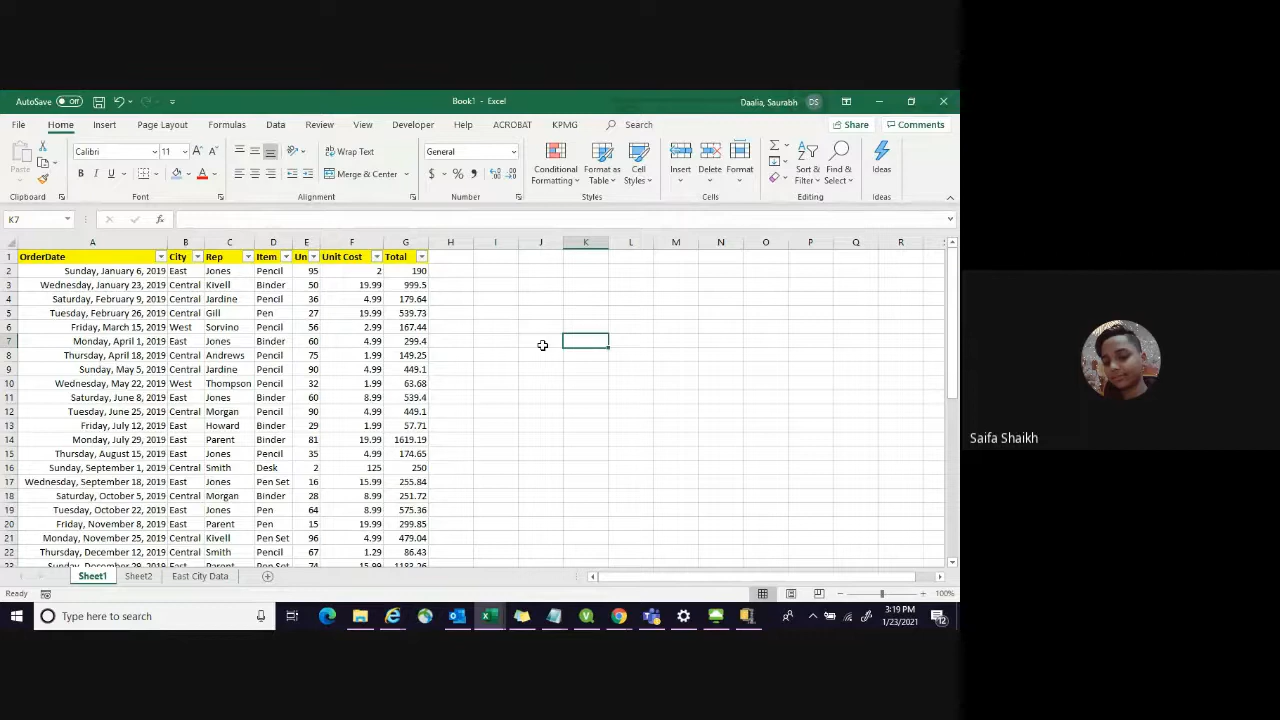 AutoSave Off Book1 - Excel Daalia, Saurabh DS
File Home Insert Page Layout Formulas Data Review View Developer Help ACROBAT KPMG Search Share Comments
Calibri 11 A A Wrap Text General Σ
Paste B I U A Merge & Center $ % Conditional Formatting Format as Table Cell Styles Insert Delete Format Sort & Filter Find & Select Ideas
Clipboard Font Alignment Number Styles Cells Editing Ideas
K7 fx
A B C D E F G H I J K L M N O P Q R
1 OrderDate City Rep Item Un Unit Cost Total
2 Sunday, January 6, 2019 East Jones Pencil 95 2 190
3 Wednesday, January 23, 2019 Central Kivell Binder 50 19.99 999.5
4 Saturday, February 9, 2019 Central Jardine Pencil 36 4.99 179.64
5 Tuesday, February 26, 2019 Central Gill Pen 27 19.99 539.73
6 Friday, March 15, 2019 West Sorvino Pencil 56 2.99 167.44
7 Monday, April 1, 2019 East Jones Binder 60 4.99 299.4
8 Thursday, April 18, 2019 Central Andrews Pencil 75 1.99 149.25
9 Sunday, May 5, 2019 Central Jardine Pencil 90 4.99 449.1
10 Wednesday, May 22, 2019 West Thompson Pencil 32 1.99 63.68
11 Saturday, June 8, 2019 East Jones Binder 60 8.99 539.4
12 Tuesday, June 25, 2019 Central Morgan Pencil 90 4.99 449.1
13 Friday, July 12, 2019 East Howard Binder 29 1.99 57.71
14 Monday, July 29, 2019 East Parent Binder 81 19.99 1619.19
15 Thursday, August 15, 2019 East Jones Pencil 35 4.99 174.65
16 Sunday, September 1, 2019 Central Smith Desk 2 125 250
17 Wednesday, September 18, 2019 East Jones Pen Set 16 15.99 255.84
18 Saturday, October 5, 2019 Central Morgan Binder 28 8.99 251.72
19 Tuesday, October 22, 2019 East Jones Pen 64 8.99 575.36
20 Friday, November 8, 2019 East Parent Pen 15 19.99 299.85
21 Monday, November 25, 2019 Central Kivell Pen Set 96 4.99 479.04
22 Thursday, December 12, 2019 Central Smith Pencil 67 1.29 86.43
23 Sunday, December 29, 2019 East Parent Pen Set 74 15.99 1183.26
Sheet1 Sheet2 East City Data
Ready 100%
Type here to search 3:19 PM
1/23/2021 12
Saifa Shaikh